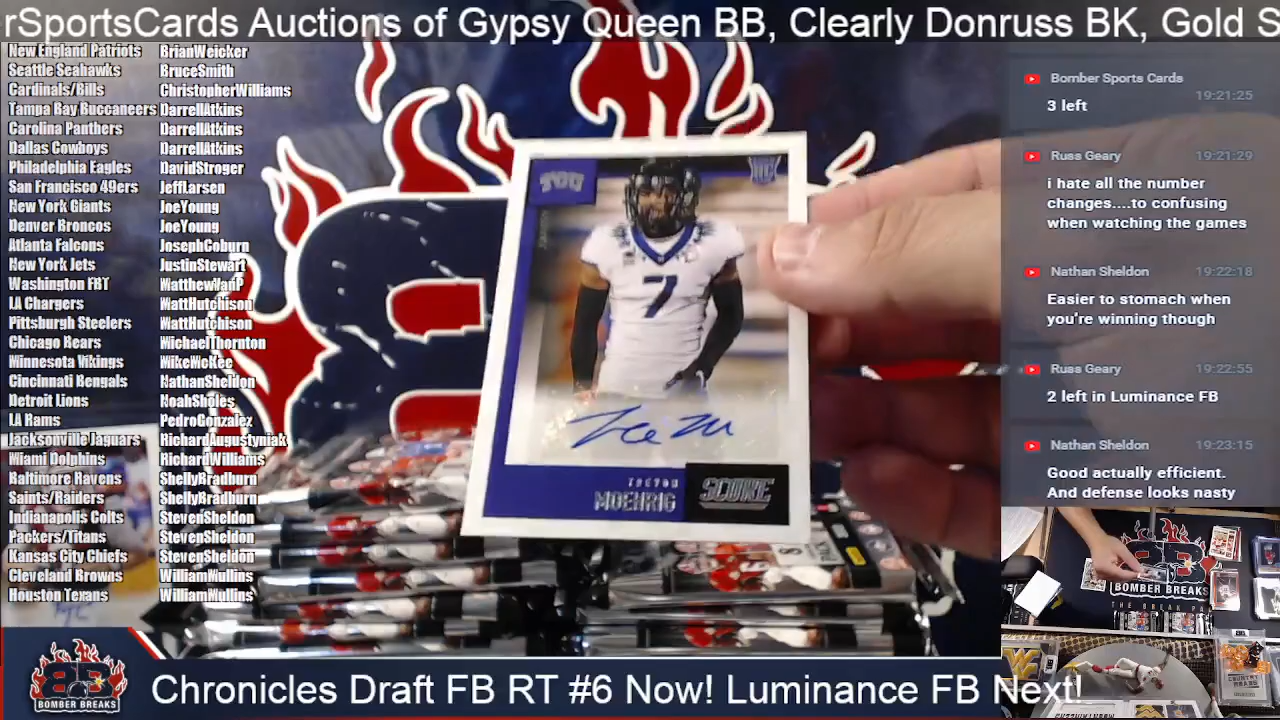 rSportsCards Auctions of Gypsy Queen BB, Clearly Donruss BK, Gold S
New England Patriots BrianWeicker
Seattle Seahawks BruceSmith
Cardinals/Bills ChristopherWilliams
Tampa Bay Buccaneers DarrellAtkins
Carolina Panthers DarrellAtkins
Dallas Cowboys DarrellAtkins
Philadelphia Eagles DavidStroger
San Francisco 49ers JeffLarsen
New York Giants JoeYoung
Denver Broncos JoeYoung
Atlanta Falcons JosephCoburn
New York Jets JustinStewart
Washington FBT MatthewVanP
LA Chargers MattHutchison
Pittsburgh Steelers MattHutchison
Chicago Bears MichaelThornton
Minnesota Vikings MikeMcKee
Cincinnati Bengals NathanSheldon
Detroit Lions NoahSholes
LA Rams PedroGonzalez
Jacksonville Jaguars RichardAugustyniak
Miami Dolphins RichardWilliams
Baltimore Ravens ShellyBradburn
Saints/Raiders ShellyBradburn
Indianapolis Colts StevenSheldon
Packers/Titans StevenSheldon
Kansas City Chiefs StevenSheldon
Cleveland Browns WilliamMullins
Houston Texans WilliamMullins
TCU
RC
7
TREVON
MOEHRIG
SCORE
Bomber Sports Cards 19:21:25
3 left
Russ Geary 19:21:29
i hate all the number
changes....to confusing
when watching the games
Nathan Sheldon 19:22:18
Easier to stomach when
you're winning though
Russ Geary 19:22:55
2 left in Luminance FB
Nathan Sheldon 19:23:15
Good actually efficient.
And defense looks nasty
BOMBER BREAKS
BOMBER BREAKS
Chronicles Draft FB RT #6 Now! Luminance FB Next!